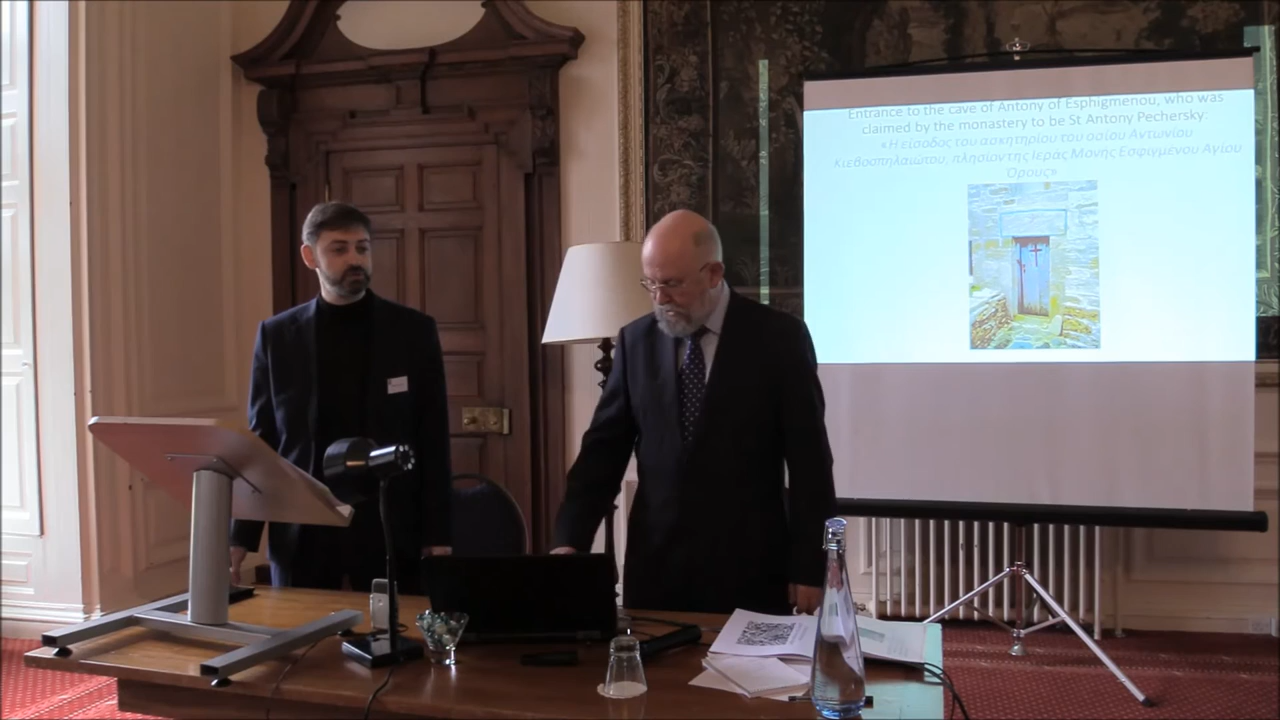 Entrance to the cave of Antony of Esphigmenou, who was
claimed by the monastery to be St Antony Pechersky:
«Η είσοδος του ασκητηρίου του οσίου Αντωνίου
Κιεβοσπηλαιώτου, πλησίον της Ιεράς Μονής Εσφιγμένου Αγίου
Όρους»